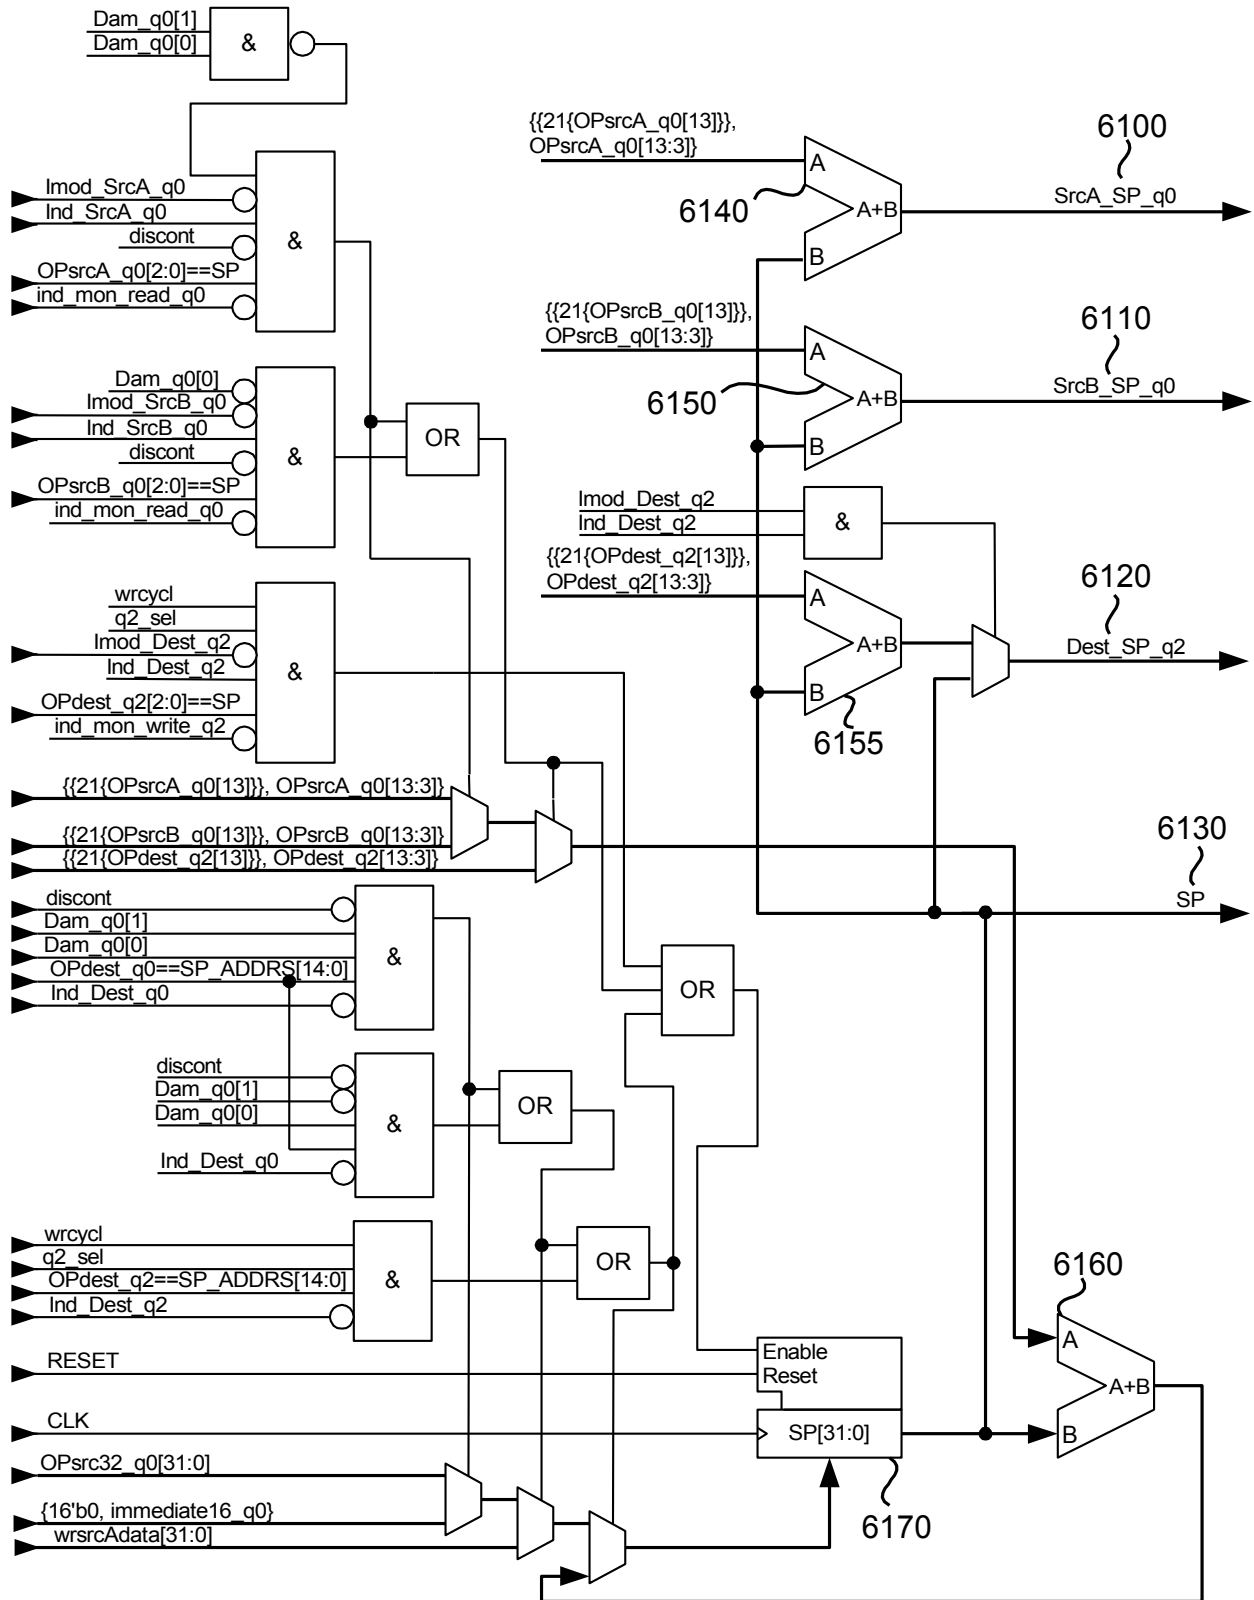 Dam_q0[1]
Dam_q0[0]
&
Imod_SrcA_q0
Ind_SrcA_q0
discont
OPsrcA_q0[2:0]==SP
ind_mon_read_q0
&
{{21{OPsrcA_q0[13]}},
OPsrcA_q0[13:3]}
A
B
A+B
6140
6100
SrcA_SP_q0
Dam_q0[0]
Imod_SrcB_q0
Ind_SrcB_q0
discont
OPsrcB_q0[2:0]==SP
ind_mon_read_q0
&
OR
{{21{OPsrcB_q0[13]}},
OPsrcB_q0[13:3]}
A
B
A+B
6150
6110
SrcB_SP_q0
Imod_Dest_q2
Ind_Dest_q2
&
{{21{OPdest_q2[13]}},
OPdest_q2[13:3]}
A
B
A+B
6155
6120
Dest_SP_q2
wrcycl
q2_sel
Imod_Dest_q2
Ind_Dest_q2
OPdest_q2[2:0]==SP
ind_mon_write_q2
&
{{21{OPsrcA_q0[13]}}, OPsrcA_q0[13:3]}
{{21{OPsrcB_q0[13]}}, OPsrcB_q0[13:3]}
{{21{OPdest_q2[13]}}, OPdest_q2[13:3]}
6130
SP
discont
Dam_q0[1]
Dam_q0[0]
OPdest_q0==SP_ADDRS[14:0]
Ind_Dest_q0
&
OR
discont
Dam_q0[1]
Dam_q0[0]
Ind_Dest_q0
&
OR
wrcycl
q2_sel
OPdest_q2==SP_ADDRS[14:0]
Ind_Dest_q2
&
OR
6160
A
B
A+B
RESET
Enable
Reset
CLK
SP[31:0]
6170
OPsrc32_q0[31:0]
{16'b0, immediate16_q0}
wrsrcAdata[31:0]